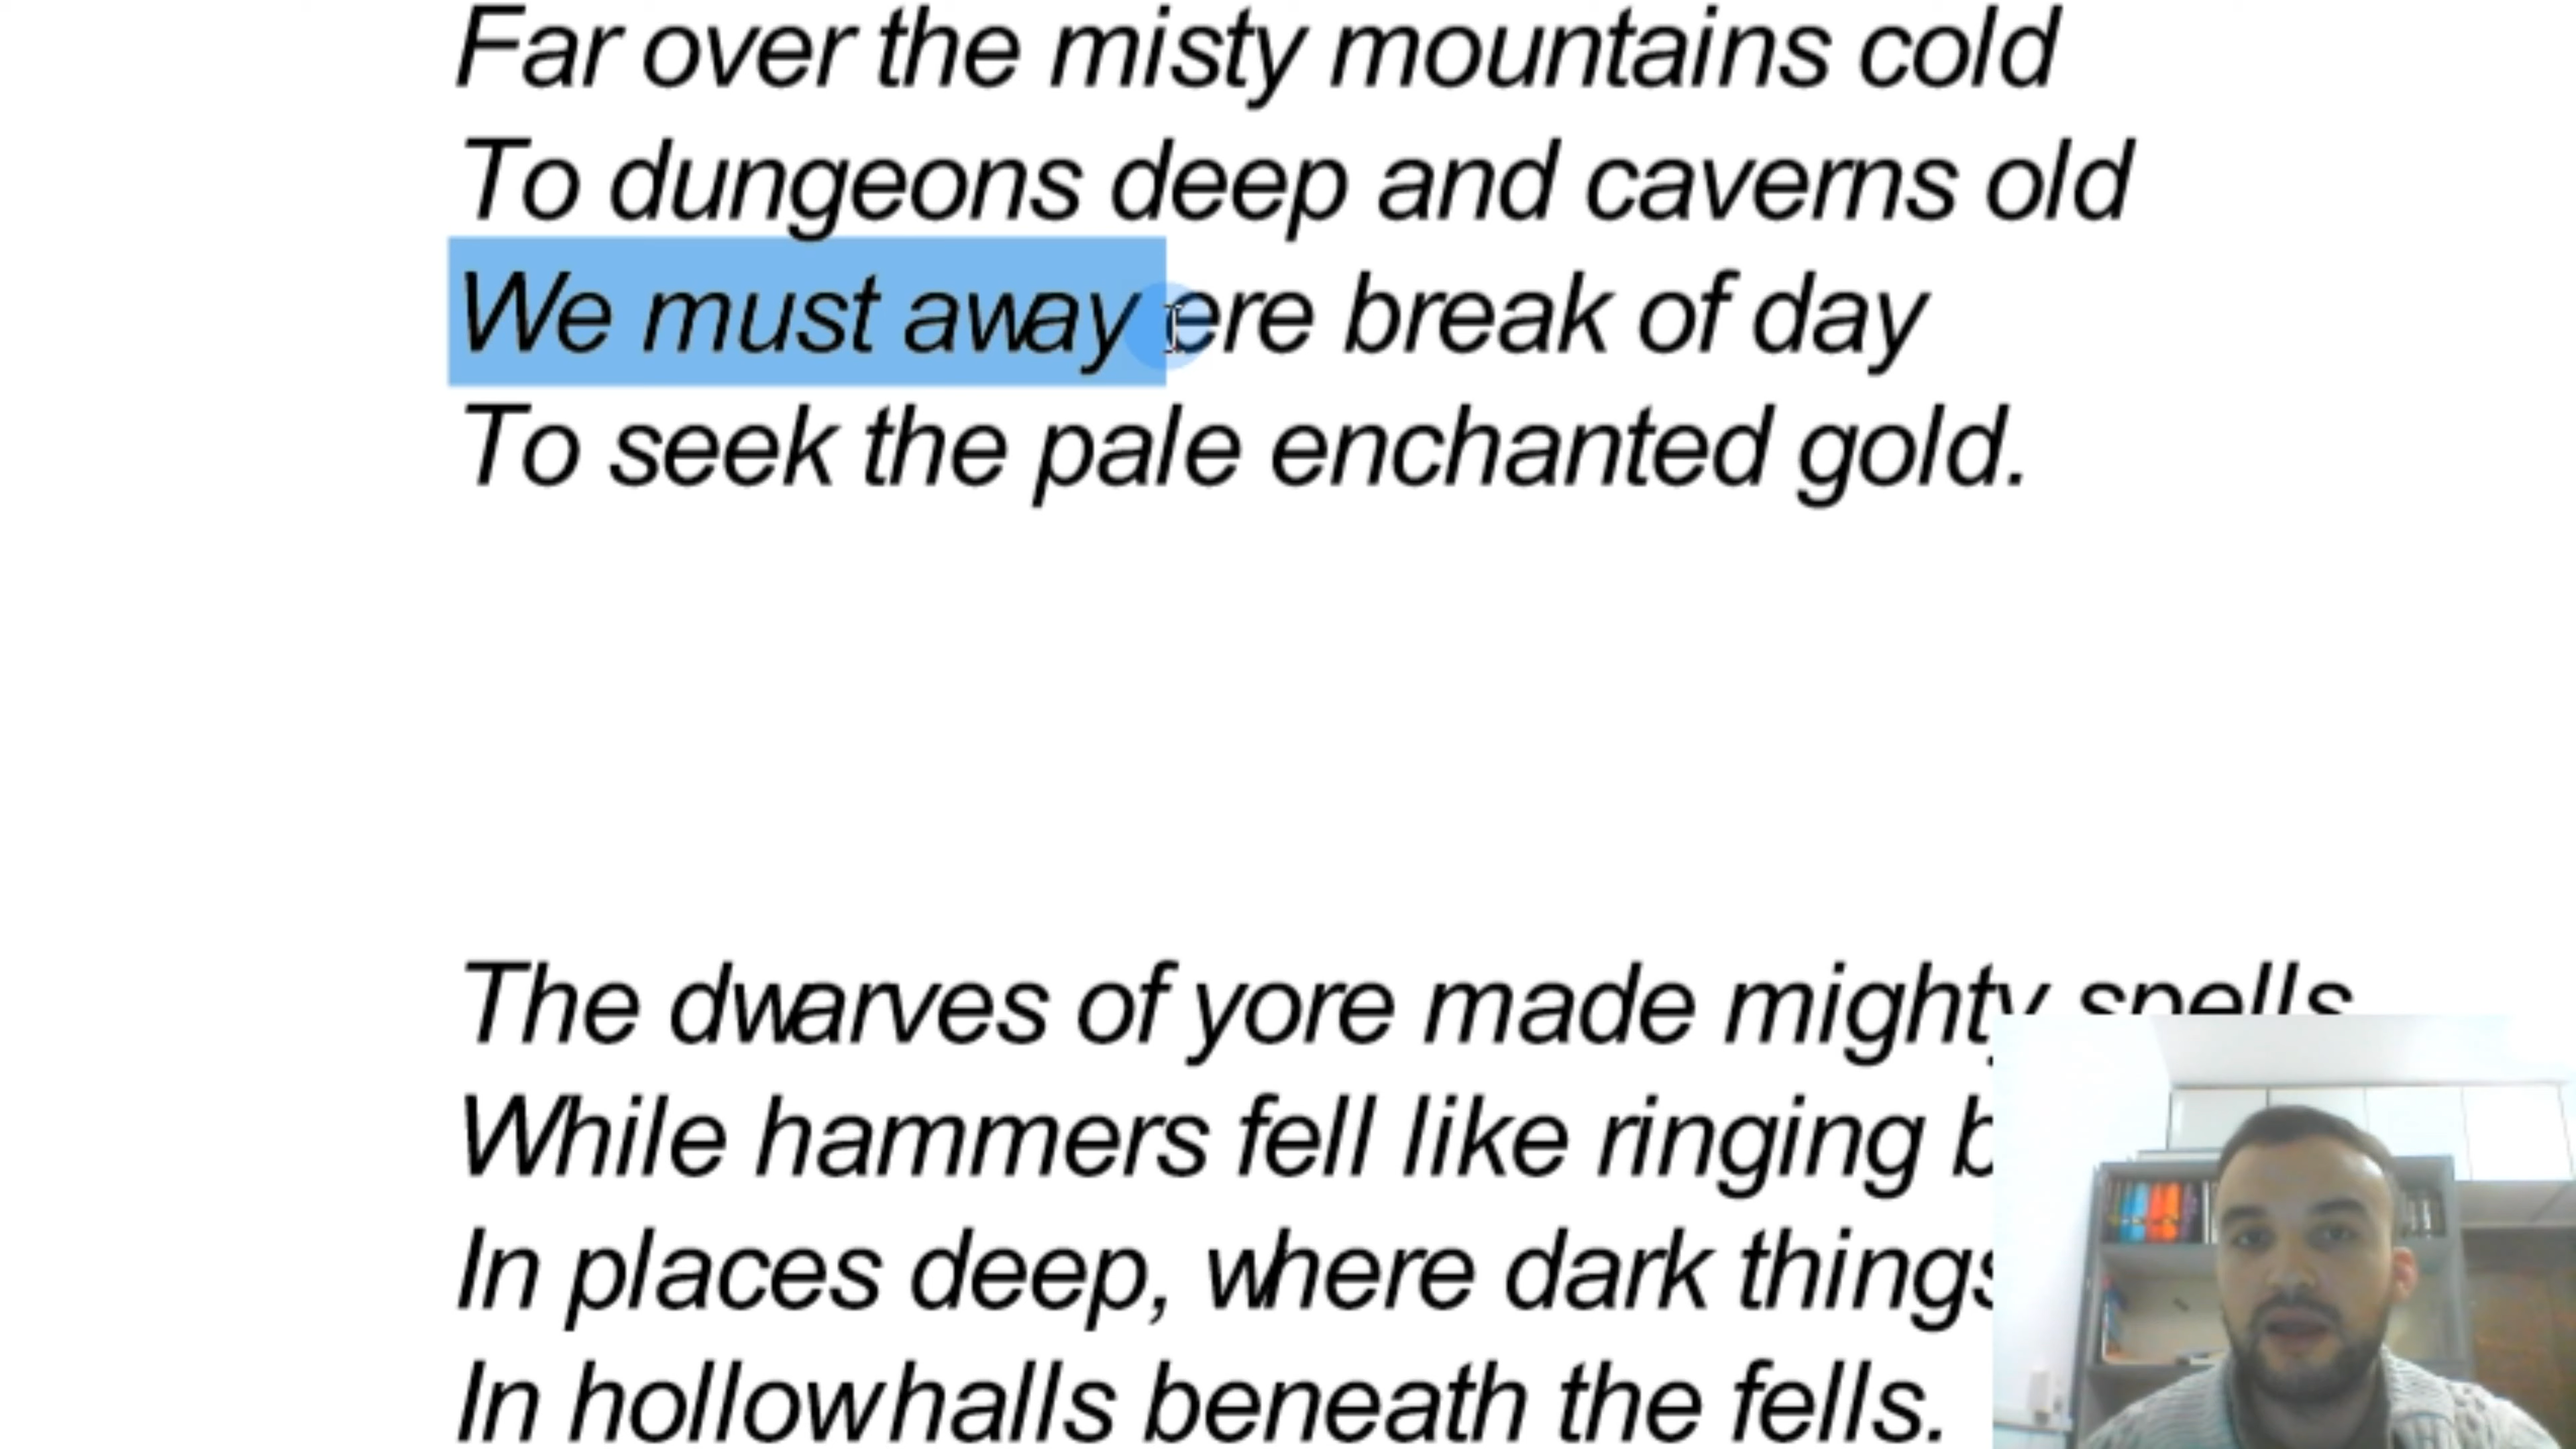 Far over the misty mountains cold
To dungeons deep and caverns old
We must away ere break of day
To seek the pale enchanted gold.
The dwarves of yore made mighty spells
While hammers fell like ringing
In places deep, where dark things
In hollow halls beneath the fells.